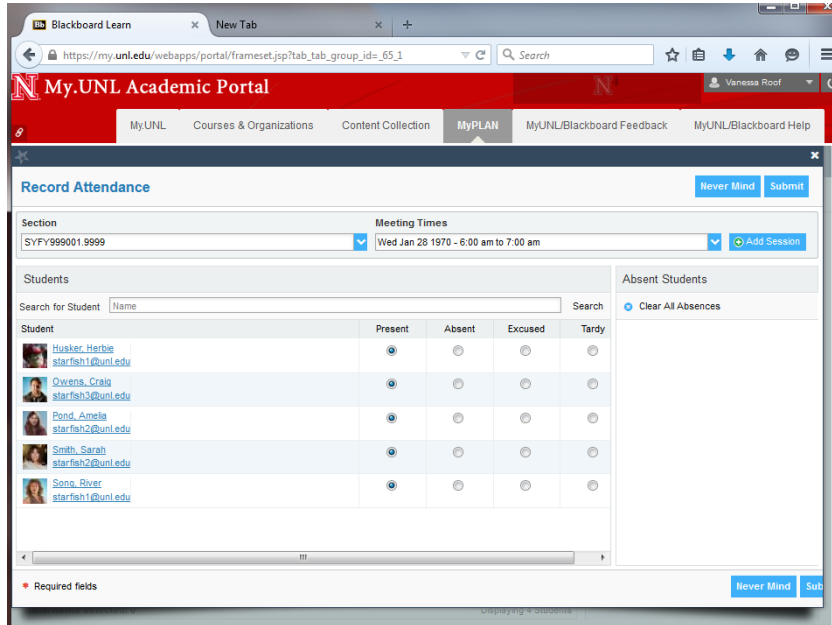 Bb Blackboard Learn × New Tab × +
https://my.unl.edu/webapps/portal/frameset.jsp?tab_tab_group_id=_65_1 Search
N My.UNL Academic Portal N Vanessa Roof
My.UNL Courses & Organizations Content Collection MyPLAN MyUNL/Blackboard Feedback MyUNL/Blackboard Help
Record Attendance Never Mind Submit
Section Meeting Times
SYFY999001.9999 Wed Jan 28 1970 - 6:00 am to 7:00 am Add Session
Students Absent Students
Search for Student Name Search Clear All Absences
Student Present Absent Excused Tardy
Husker, Herbie
starfish1@unl.edu
Owens, Craig
starfish3@unl.edu
Pond, Amelia
starfish2@unl.edu
Smith, Sarah
starfish2@unl.edu
Song, River
starfish1@unl.edu
* Required fields Never Mind Sub
Displaying 4 Students